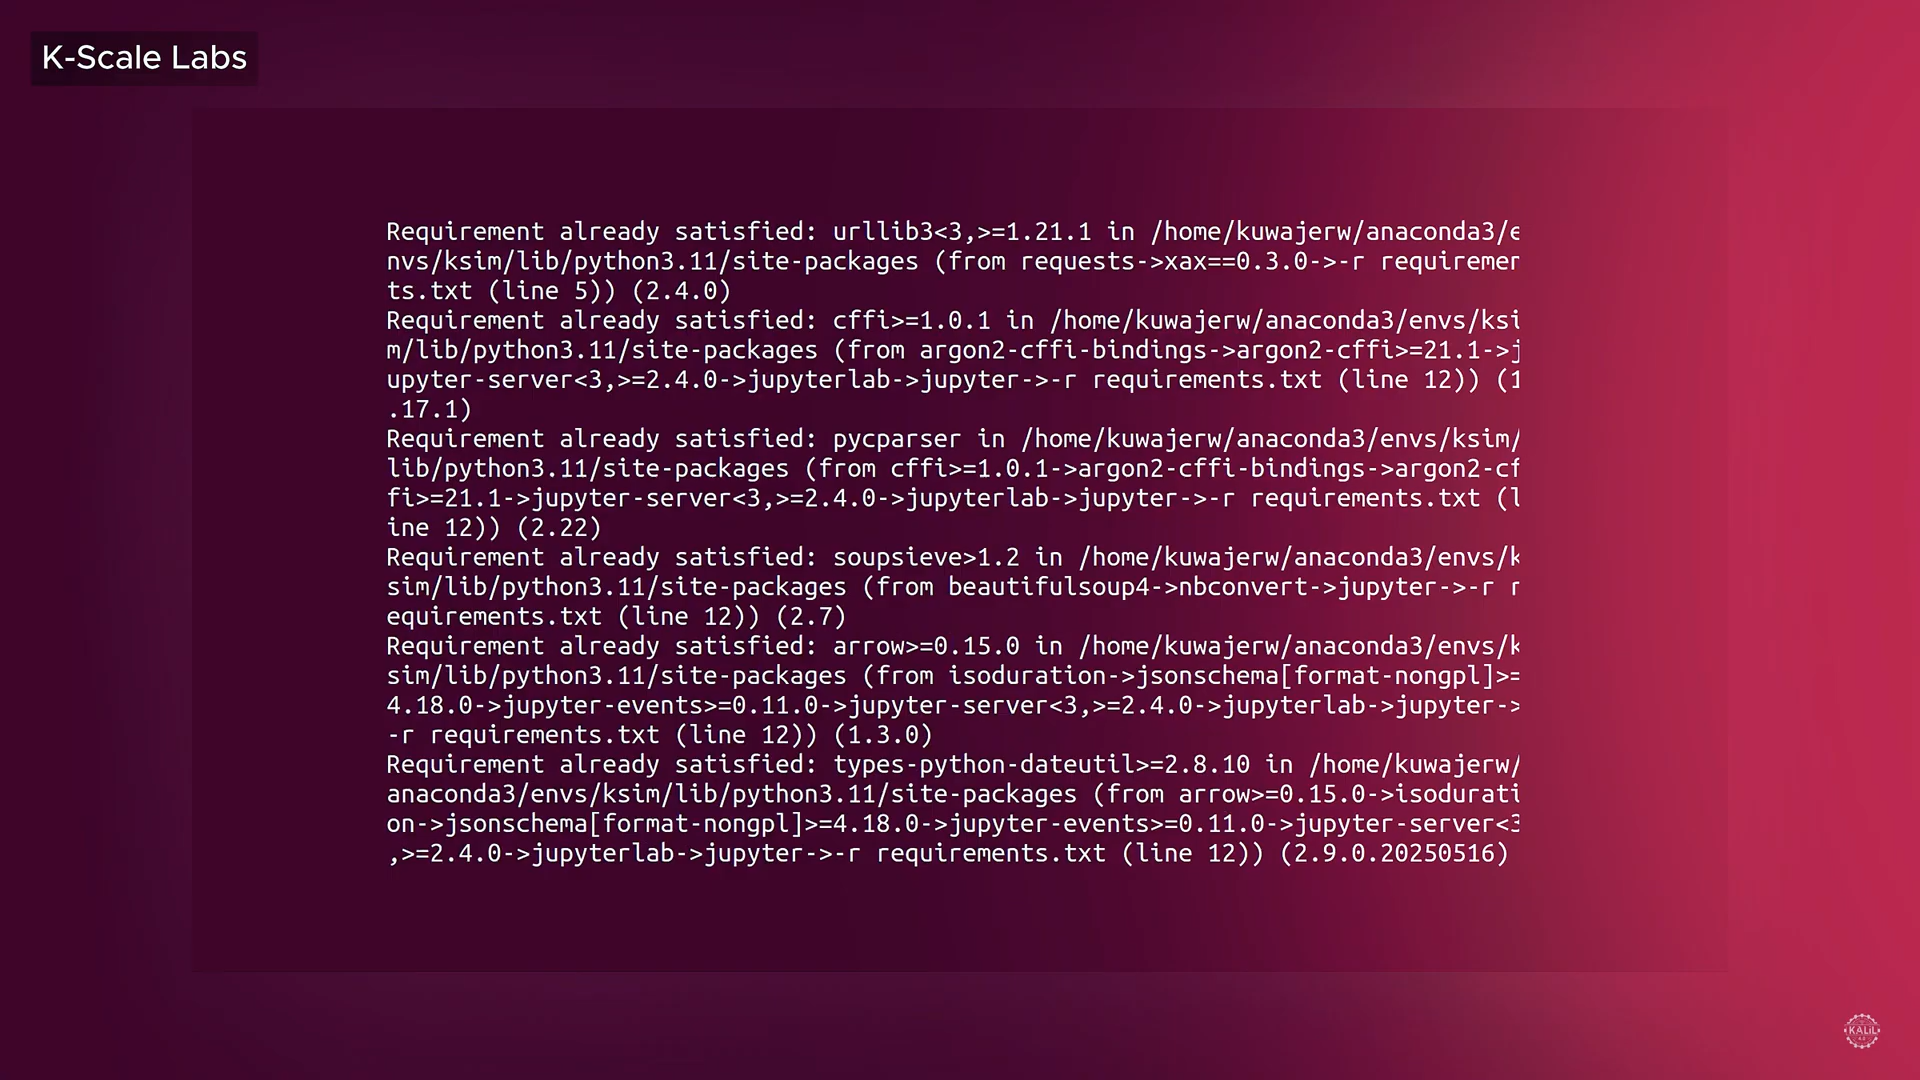 K-Scale Labs
Requirement already satisfied: urllib3<3,>=1.21.1 in /home/kuwajerw/anaconda3/e
nvs/ksim/lib/python3.11/site-packages (from requests->xax==0.3.0->-r requiremen
ts.txt (line 5)) (2.4.0)
Requirement already satisfied: cffi>=1.0.1 in /home/kuwajerw/anaconda3/envs/ksi
m/lib/python3.11/site-packages (from argon2-cffi-bindings->argon2-cffi>=21.1->j
upyter-server<3,>=2.4.0->jupyterlab->jupyter->-r requirements.txt (line 12)) (1
.17.1)
Requirement already satisfied: pycparser in /home/kuwajerw/anaconda3/envs/ksim/
lib/python3.11/site-packages (from cffi>=1.0.1->argon2-cffi-bindings->argon2-cf
fi>=21.1->jupyter-server<3,>=2.4.0->jupyterlab->jupyter->-r requirements.txt (l
ine 12)) (2.22)
Requirement already satisfied: soupsieve>1.2 in /home/kuwajerw/anaconda3/envs/k
sim/lib/python3.11/site-packages (from beautifulsoup4->nbconvert->jupyter->-r r
equirements.txt (line 12)) (2.7)
Requirement already satisfied: arrow>=0.15.0 in /home/kuwajerw/anaconda3/envs/k
sim/lib/python3.11/site-packages (from isoduration->jsonschema[format-nongpl]>=
4.18.0->jupyter-events>=0.11.0->jupyter-server<3,>=2.4.0->jupyterlab->jupyter->
-r requirements.txt (line 12)) (1.3.0)
Requirement already satisfied: types-python-dateutil>=2.8.10 in /home/kuwajerw/
anaconda3/envs/ksim/lib/python3.11/site-packages (from arrow>=0.15.0->isodurati
on->jsonschema[format-nongpl]>=4.18.0->jupyter-events>=0.11.0->jupyter-server<3
,>=2.4.0->jupyterlab->jupyter->-r requirements.txt (line 12)) (2.9.0.20250516)
KALIL